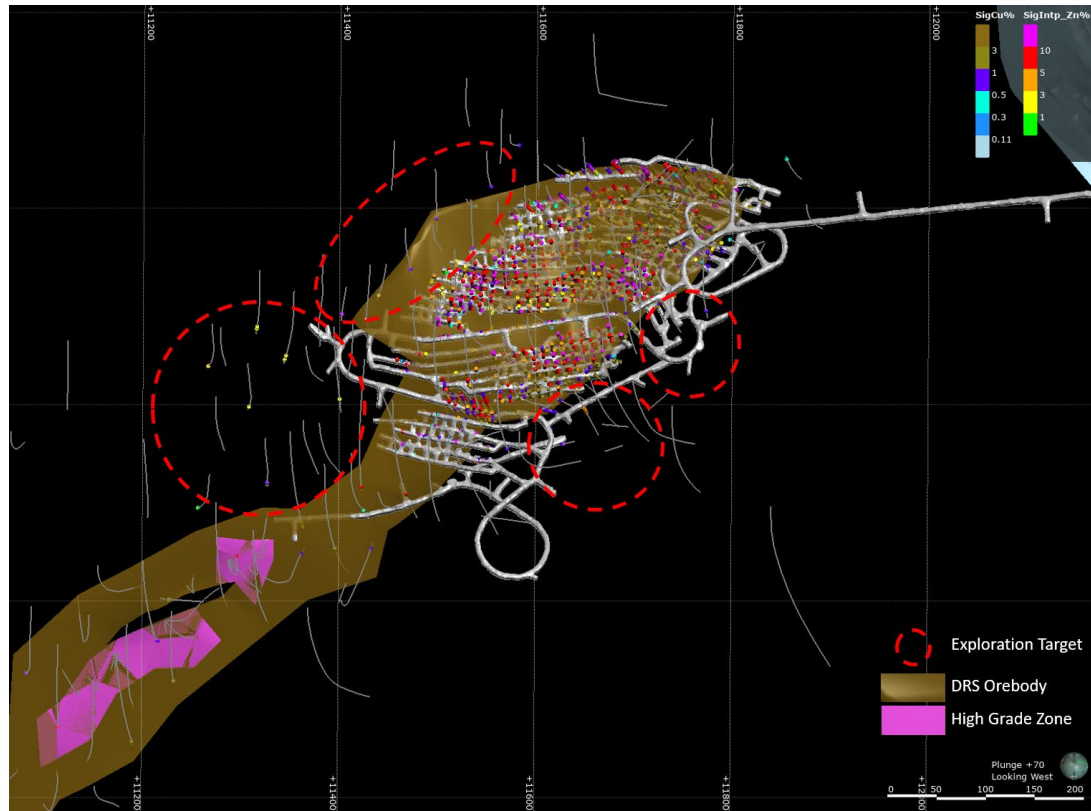 +11200
+11400
+11600
+11800
+12000
SigCu%
SigIntp_Zn%
3
1
0.5
0.3
0.11
10
5
3
1
Exploration Target
DRS Orebody
High Grade Zone
Plunge +70
Looking West
0 50 100 150 200
+11200
+11400
+11600
+11800
+12000